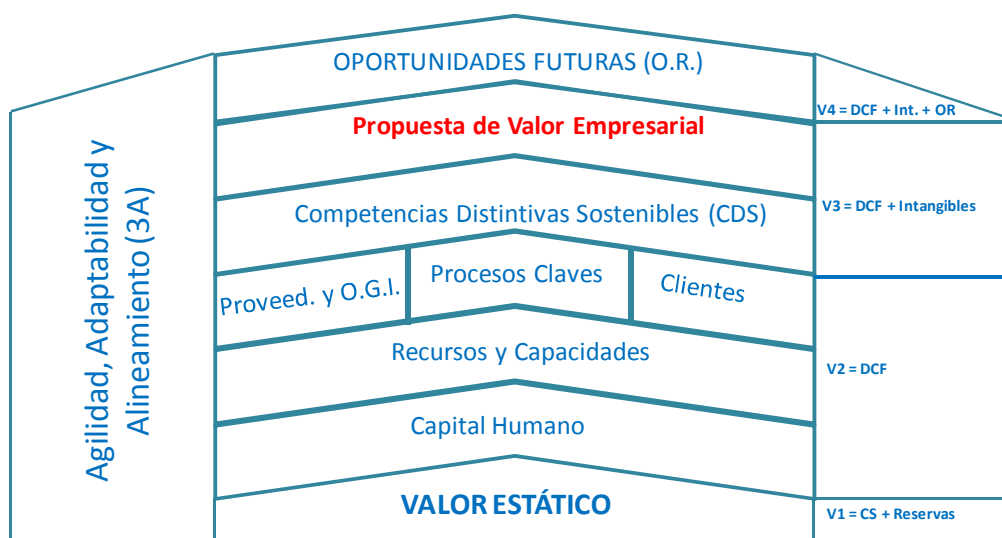 OPORTUNIDADES FUTURAS (O.R.)
V4 = DCF + Int. + OR
Propuesta de Valor Empresarial
Agilidad, Adaptabilidad y
Alineamiento (3A)
Competencias Distintivas Sostenibles (CDS)
V3 = DCF + Intangibles
Proveed. y O.G.I.
Procesos Claves
Clientes
Recursos y Capacidades
V2 = DCF
Capital Humano
VALOR ESTÁTICO
V1 = CS + Reservas